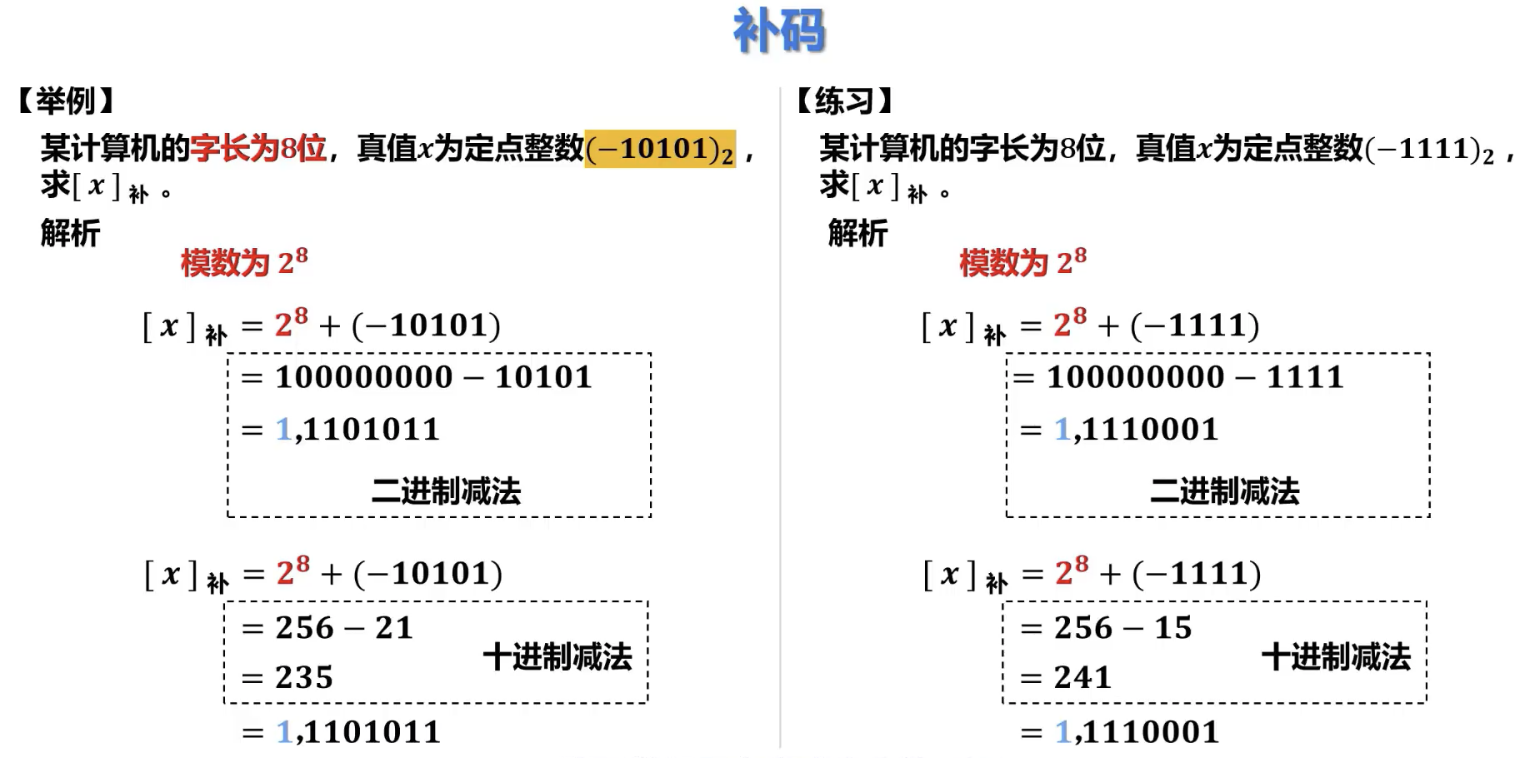 补码
【举例】
某计算机的字长为8位，真值x为定点整数(−10101)₂，
求[ x ]补 。
解析
模数为 2⁸
[ x ]补 = 2⁸ + (−10101)
= 100000000 − 10101
= 1,1101011
二进制减法
[ x ]补 = 2⁸ + (−10101)
= 256 − 21
= 235
十进制减法
= 1,1101011
【练习】
某计算机的字长为8位，真值x为定点整数(−1111)₂，
求[ x ]补 。
解析
模数为 2⁸
[ x ]补 = 2⁸ + (−1111)
= 100000000 − 1111
= 1,1110001
二进制减法
[ x ]补 = 2⁸ + (−1111)
= 256 − 15
= 241
十进制减法
= 1,1110001